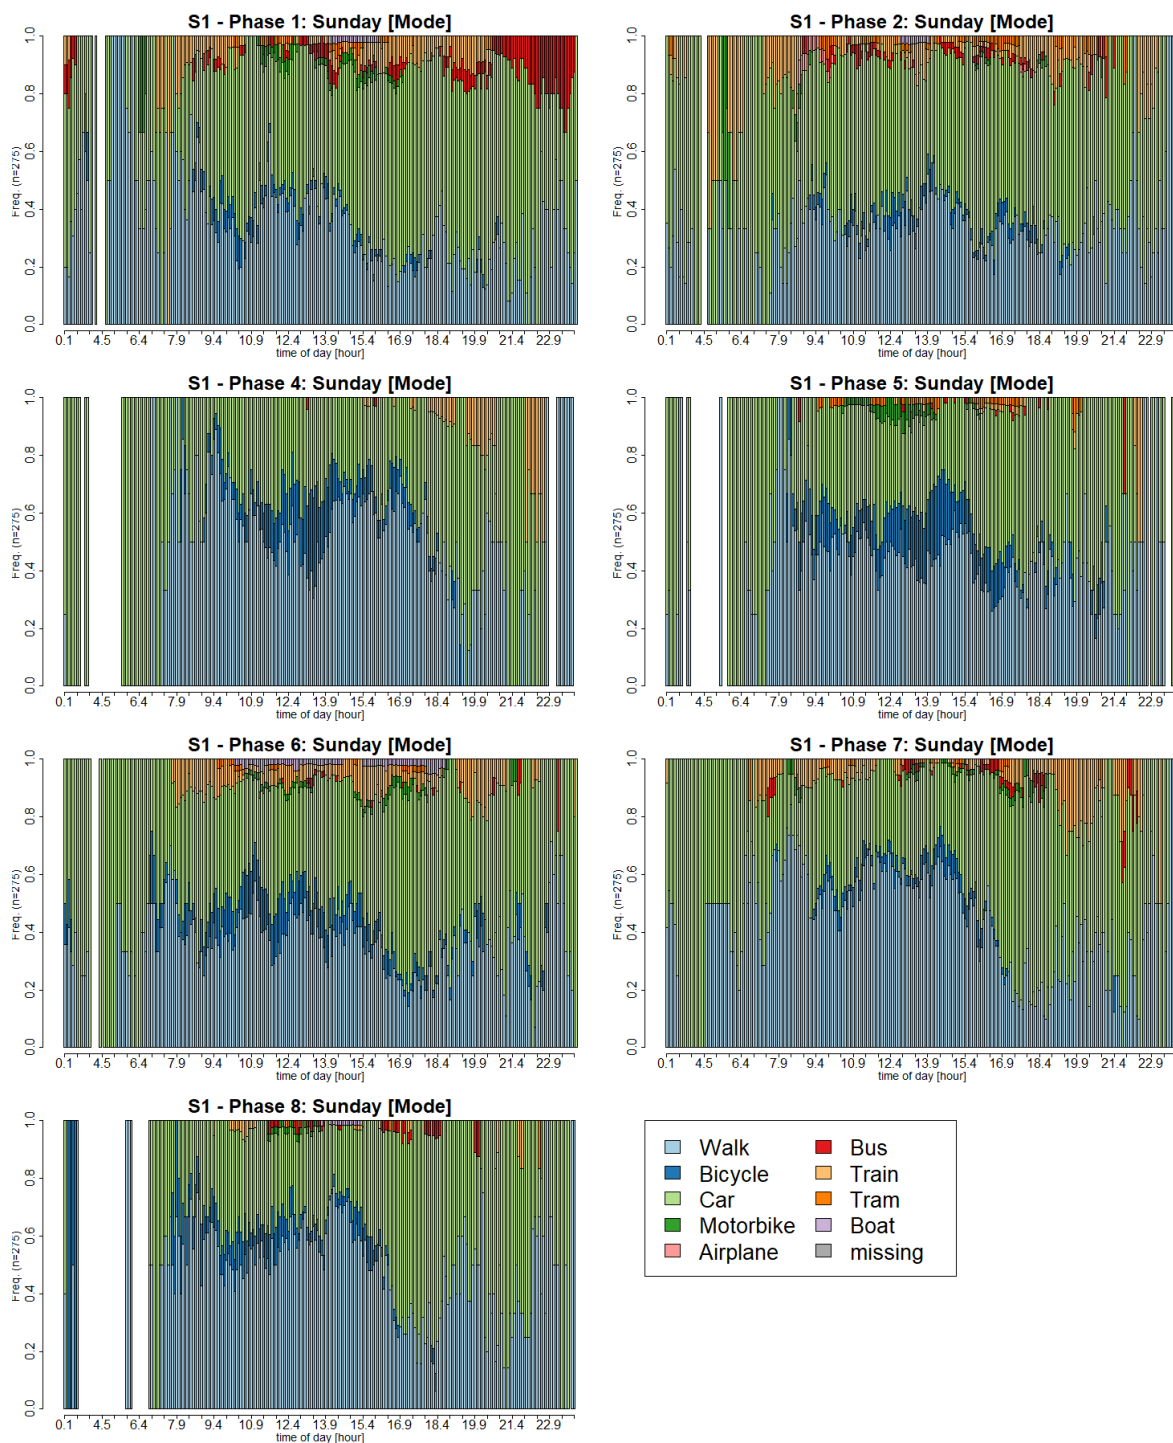 S1 - Phase 1: Sunday [Mode]
Freq. (n=275)
0.0 0.2 0.4 0.6 0.8 1.0
0.1 4.5 6.4 7.9 9.4 10.9 12.4 13.9 15.4 16.9 18.4 19.9 21.4 22.9
time of day [hour]
S1 - Phase 2: Sunday [Mode]
Freq. (n=275)
0.0 0.2 0.4 0.6 0.8 1.0
0.1 4.5 6.4 7.9 9.4 10.9 12.4 13.9 15.4 16.9 18.4 19.9 21.4 22.9
time of day [hour]
S1 - Phase 4: Sunday [Mode]
Freq. (n=275)
0.0 0.2 0.4 0.6 0.8 1.0
0.1 4.5 6.4 7.9 9.4 10.9 12.4 13.9 15.4 16.9 18.4 19.9 21.4 22.9
time of day [hour]
S1 - Phase 5: Sunday [Mode]
Freq. (n=275)
0.0 0.2 0.4 0.6 0.8 1.0
0.1 4.5 6.4 7.9 9.4 10.9 12.4 13.9 15.4 16.9 18.4 19.9 21.4 22.9
time of day [hour]
S1 - Phase 6: Sunday [Mode]
Freq. (n=275)
0.0 0.2 0.4 0.6 0.8 1.0
0.1 4.5 6.4 7.9 9.4 10.9 12.4 13.9 15.4 16.9 18.4 19.9 21.4 22.9
time of day [hour]
S1 - Phase 7: Sunday [Mode]
Freq. (n=275)
0.0 0.2 0.4 0.6 0.8 1.0
0.1 4.5 6.4 7.9 9.4 10.9 12.4 13.9 15.4 16.9 18.4 19.9 21.4 22.9
time of day [hour]
S1 - Phase 8: Sunday [Mode]
Freq. (n=275)
0.0 0.2 0.4 0.6 0.8 1.0
0.1 4.5 6.4 7.9 9.4 10.9 12.4 13.9 15.4 16.9 18.4 19.9 21.4 22.9
time of day [hour]
Walk
Bicycle
Car
Motorbike
Airplane
Bus
Train
Tram
Boat
missing